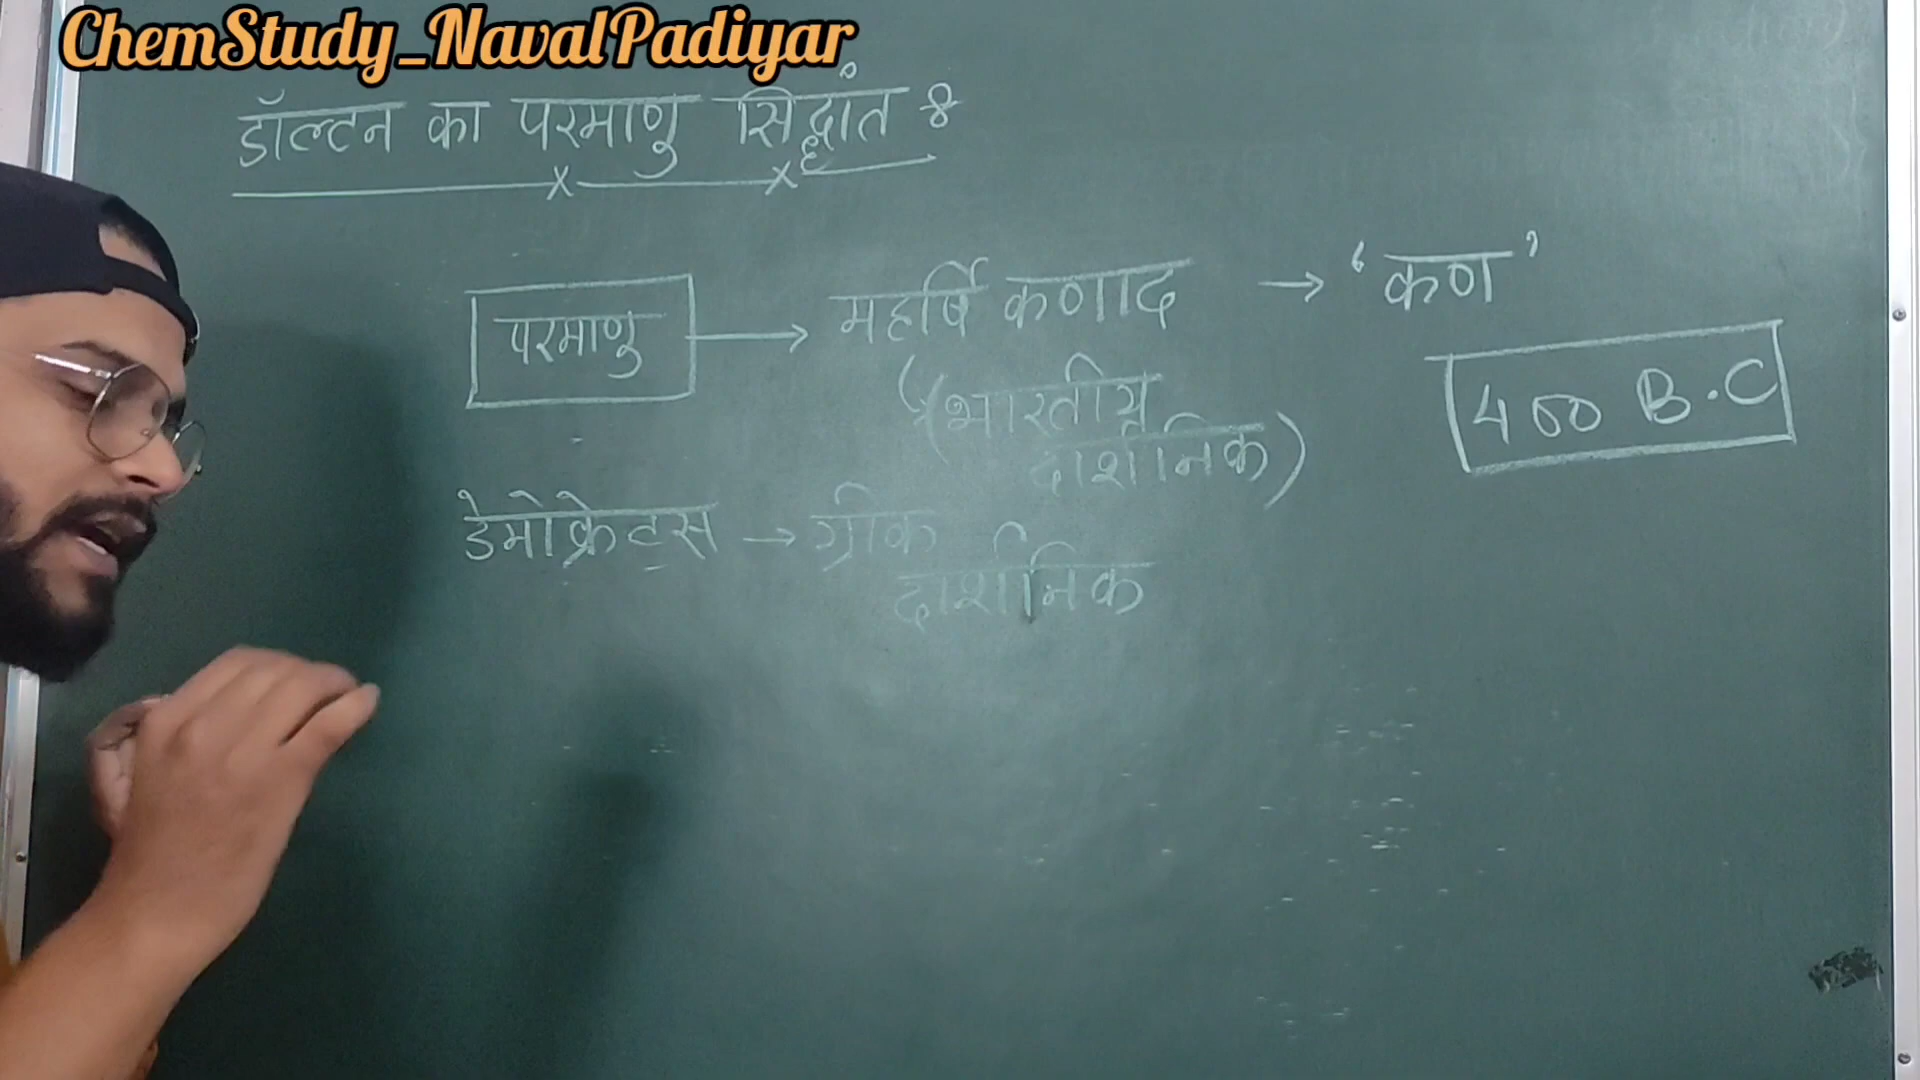 ChemStudy_NavalPadiyar
डॉल्टन का परमाणु सिद्धांत :
परमाणु → महर्षि कणाद → ‘कण’
(भारतीय
दार्शनिक)
400 B.C
डेमोक्रेटस → ग्रीक
दार्शनिक